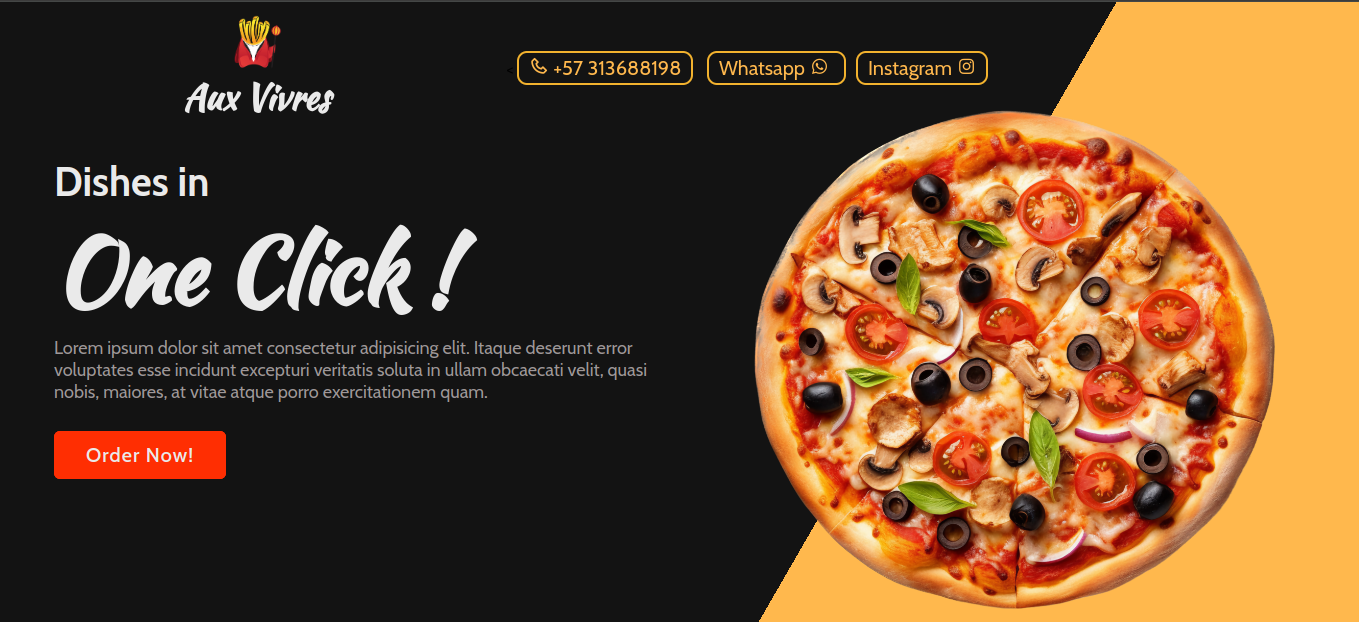 Aux Vivres
<
+57 313688198
Whatsapp
Instagram
Dishes in
One Click !
Lorem ipsum dolor sit amet consectetur adipisicing elit. Itaque deserunt error
voluptates esse incidunt excepturi veritatis soluta in ullam obcaecati velit, quasi
nobis, maiores, at vitae atque porro exercitationem quam.
Order Now!